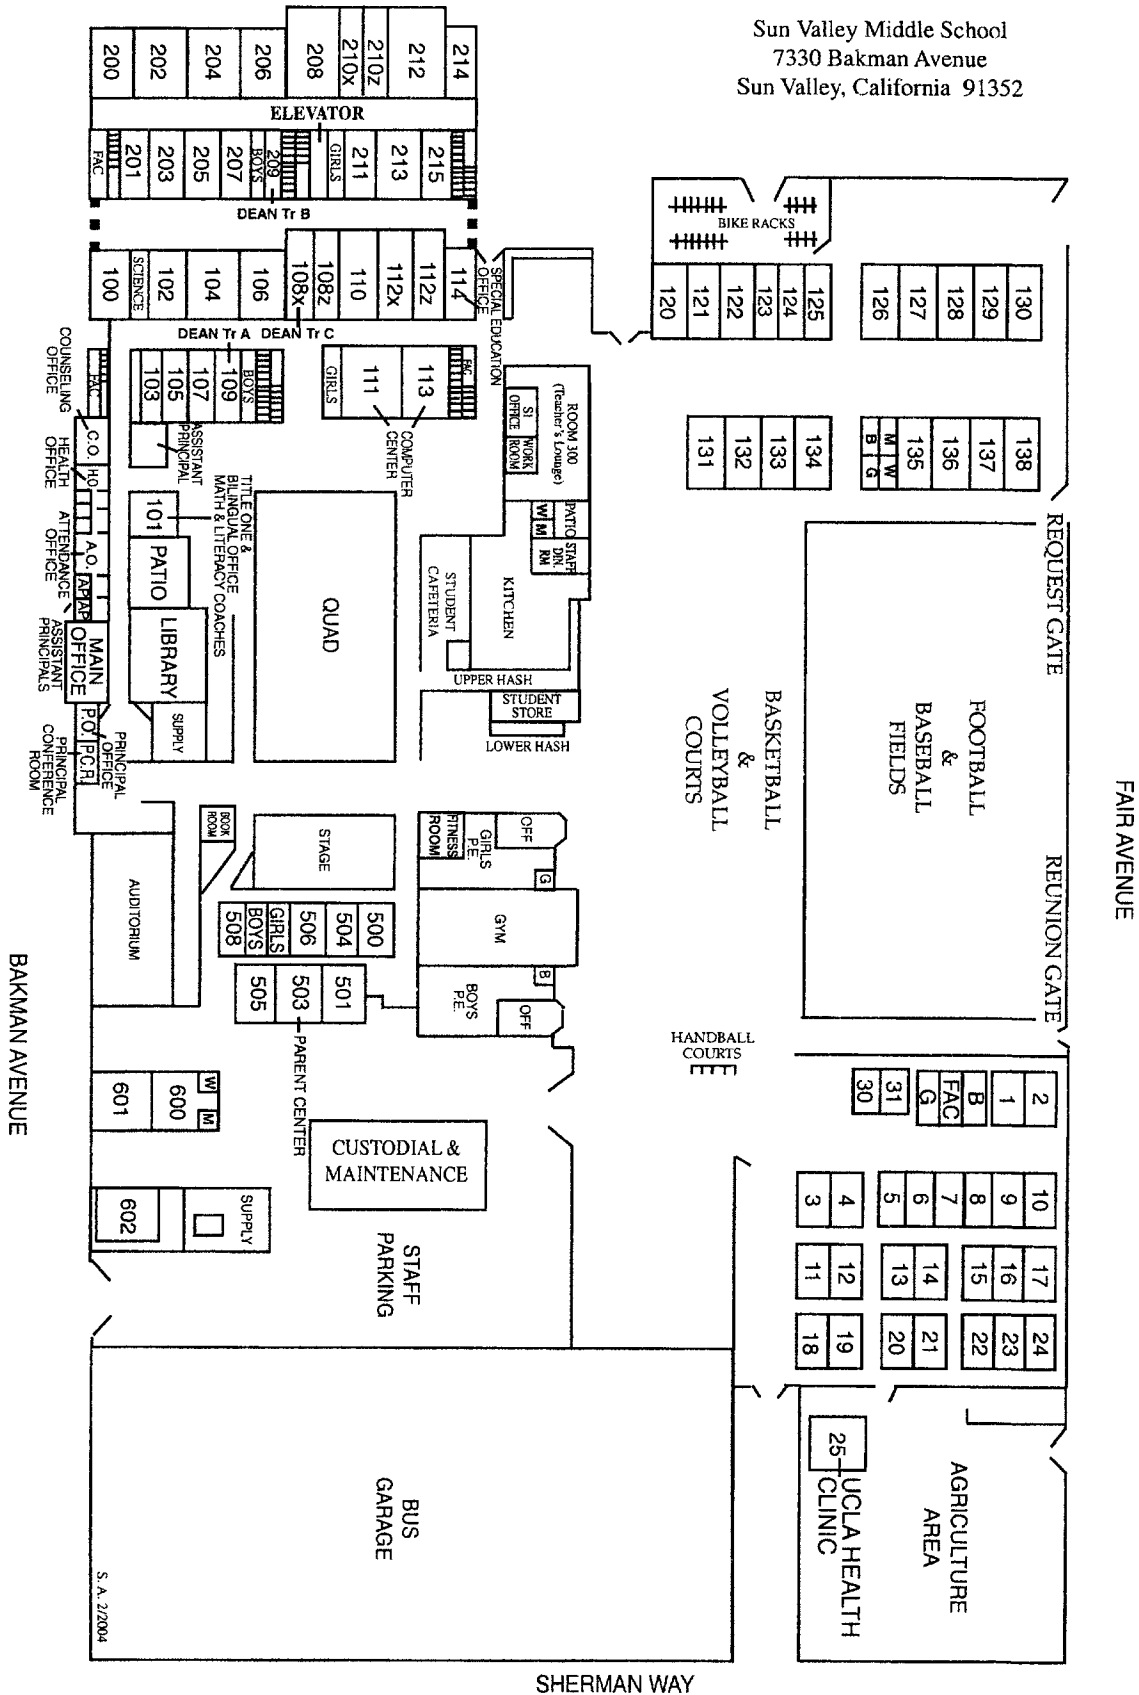 Sun Valley Middle School
7330 Bakman Avenue
Sun Valley, California 91352
200
202
204
206
208
210x
210z
212
214
ELEVATOR
FAC
201
203
205
207
BOYS
209
GIRLS
211
213
215
DEAN Tr B
100
SCIENCE
102
104
106
108x
108z
110
112x
112z
114
SPECIAL EDUCATION
OFFICE
DEAN Tr A
DEAN Tr C
FAC
103
105
107
109
BOYS
GIRLS
111
113
FAC
COMPUTER
CENTER
BIKE RACKS
120
121
122
123
124
125
126
127
128
129
130
131
132
133
134
B
M
G
W
135
136
137
138
COUNSELING
OFFICE
C.O.
HEALTH
OFFICE
H.O
ATTENDANCE
OFFICE
A.O.
AP
AP
ASSISTANT
PRINCIPALS
MAIN
OFFICE
P.O.
PRINCIPAL
OFFICE
P.C.R.
PRINCIPAL
CONFERENCE
ROOM
ASSISTANT
PRINCIPAL
101
TITLE ONE &
BILINGUAL OFFICE
MATH & LITERACY COACHES
PATIO
LIBRARY
SUPPLY
QUAD
ROOM 300
(Teacher's Lounge)
SI
OFFICE
WORK
ROOM
PATIO
W
M
STAFF
DIN.
RM
KITCHEN
STUDENT
CAFETERIA
UPPER HASH
STUDENT
STORE
LOWER HASH
BASKETBALL
&
VOLLEYBALL
COURTS
FOOTBALL
&
BASEBALL
FIELDS
REQUEST GATE
REUNION GATE
FAIR AVENUE
BOOK
ROOM
STAGE
AUDITORIUM
FITNESS
ROOM
GIRLS
P.E.
OFF
G
GYM
B
BOYS
P.E.
OFF
508
BOYS
GIRLS
506
504
500
505
503
501
PARENT CENTER
HANDBALL
COURTS
BAKMAN AVENUE
601
600
W
M
CUSTODIAL &
MAINTENANCE
602
SUPPLY
STAFF
PARKING
30
31
G
FAC
B
1
2
3
4
5
6
7
8
9
10
11
12
13
14
15
16
17
18
19
20
21
22
23
24
25
UCLA HEALTH
CLINIC
AGRICULTURE
AREA
BUS
GARAGE
S. A. 2/2004
SHERMAN WAY